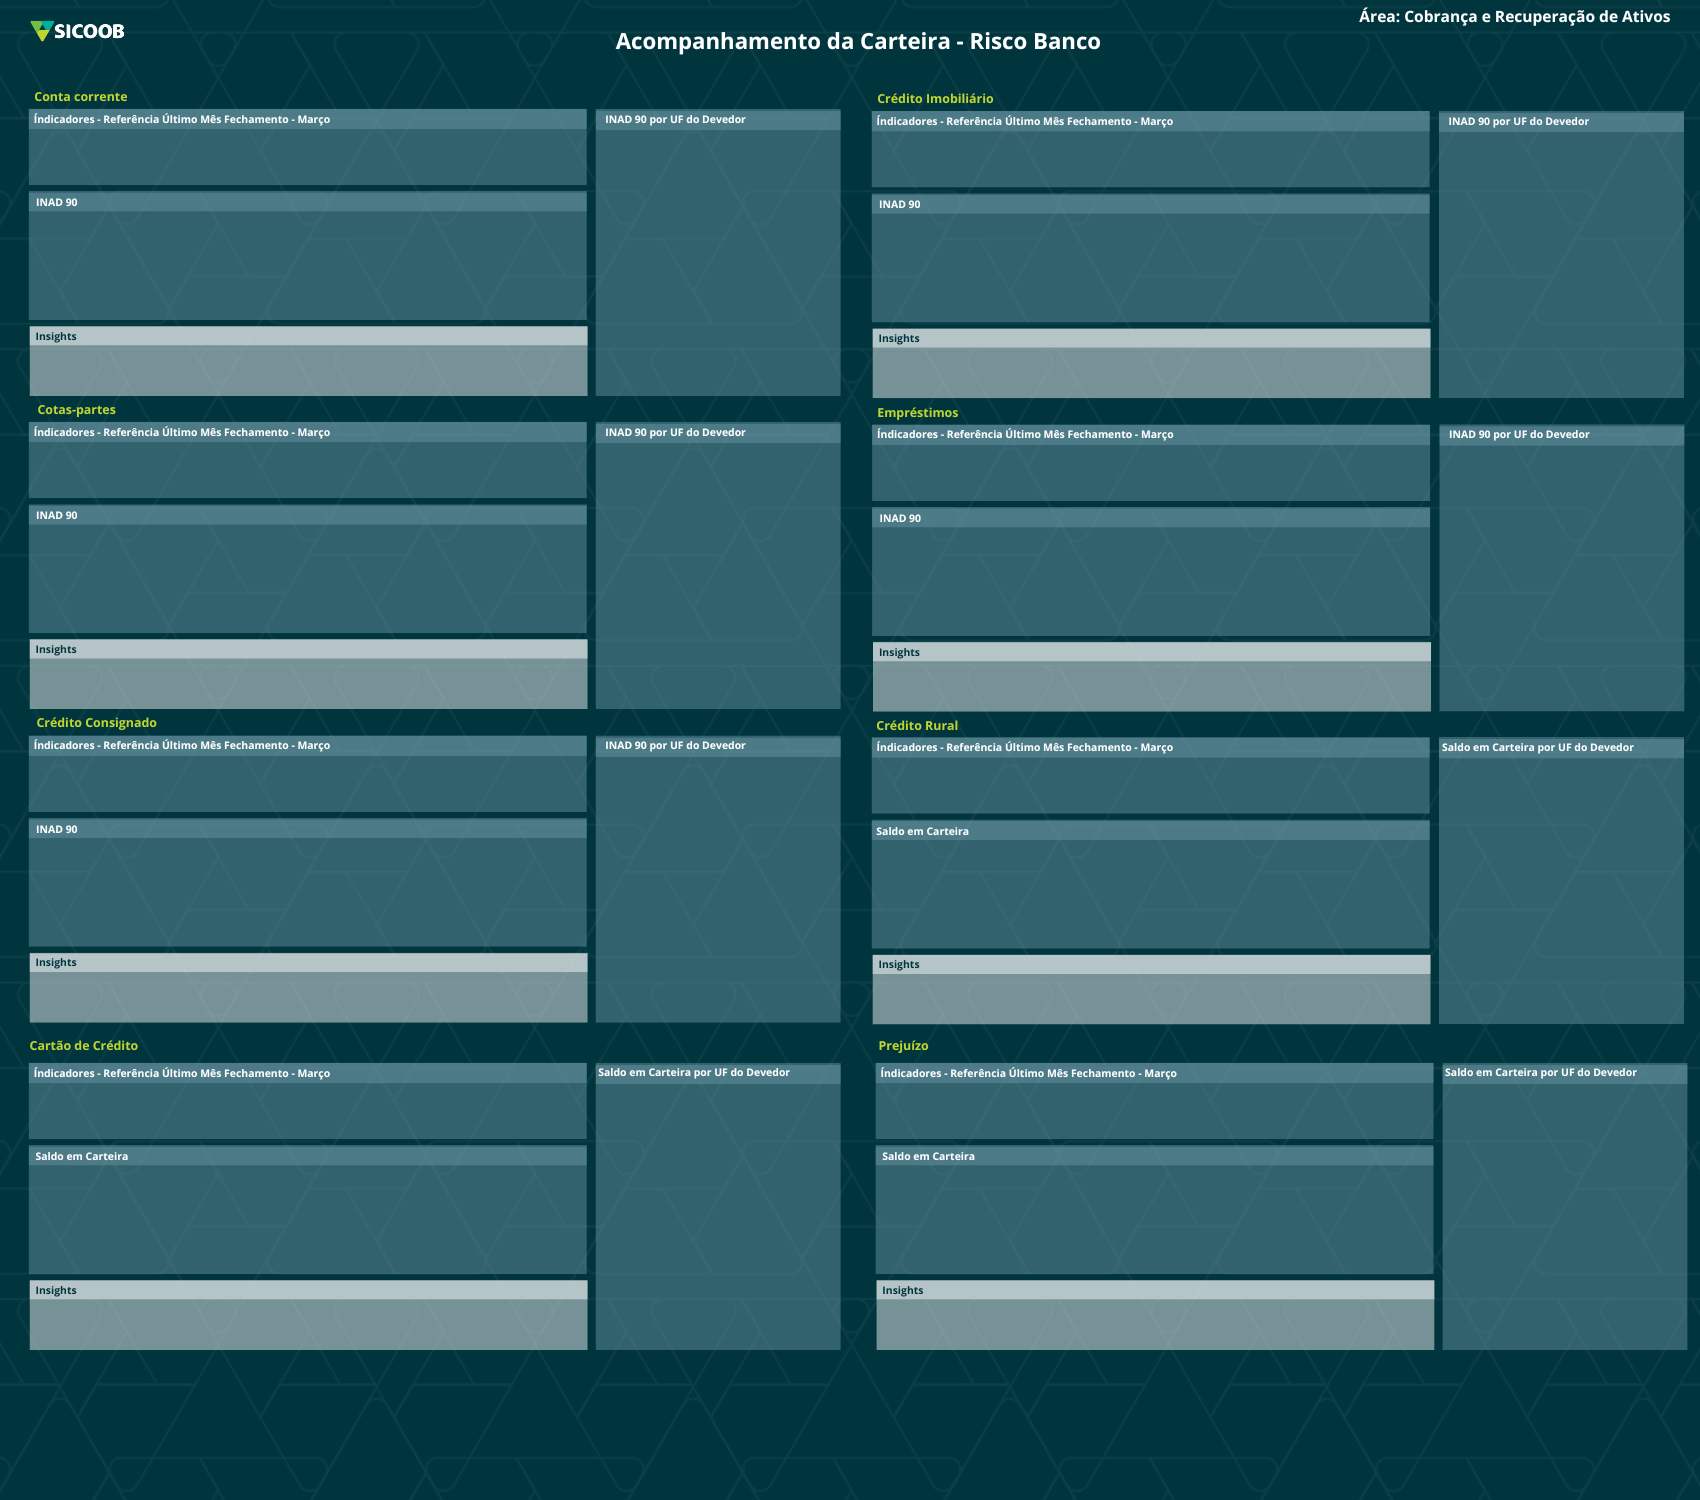 SICOOB
Área: Cobrança e Recuperação de Ativos
Acompanhamento da Carteira - Risco Banco
Conta corrente
Índicadores - Referência Último Mês Fechamento - Março
INAD 90 por UF do Devedor
INAD 90
Insights
Crédito Imobiliário
Índicadores - Referência Último Mês Fechamento - Março
INAD 90 por UF do Devedor
INAD 90
Insights
Cotas-partes
Índicadores - Referência Último Mês Fechamento - Março
INAD 90 por UF do Devedor
INAD 90
Insights
Empréstimos
Índicadores - Referência Último Mês Fechamento - Março
INAD 90 por UF do Devedor
INAD 90
Insights
Crédito Consignado
Índicadores - Referência Último Mês Fechamento - Março
INAD 90 por UF do Devedor
INAD 90
Insights
Crédito Rural
Índicadores - Referência Último Mês Fechamento - Março
Saldo em Carteira por UF do Devedor
Saldo em Carteira
Insights
Cartão de Crédito
Índicadores - Referência Último Mês Fechamento - Março
Saldo em Carteira por UF do Devedor
Saldo em Carteira
Insights
Prejuízo
Índicadores - Referência Último Mês Fechamento - Março
Saldo em Carteira por UF do Devedor
Saldo em Carteira
Insights